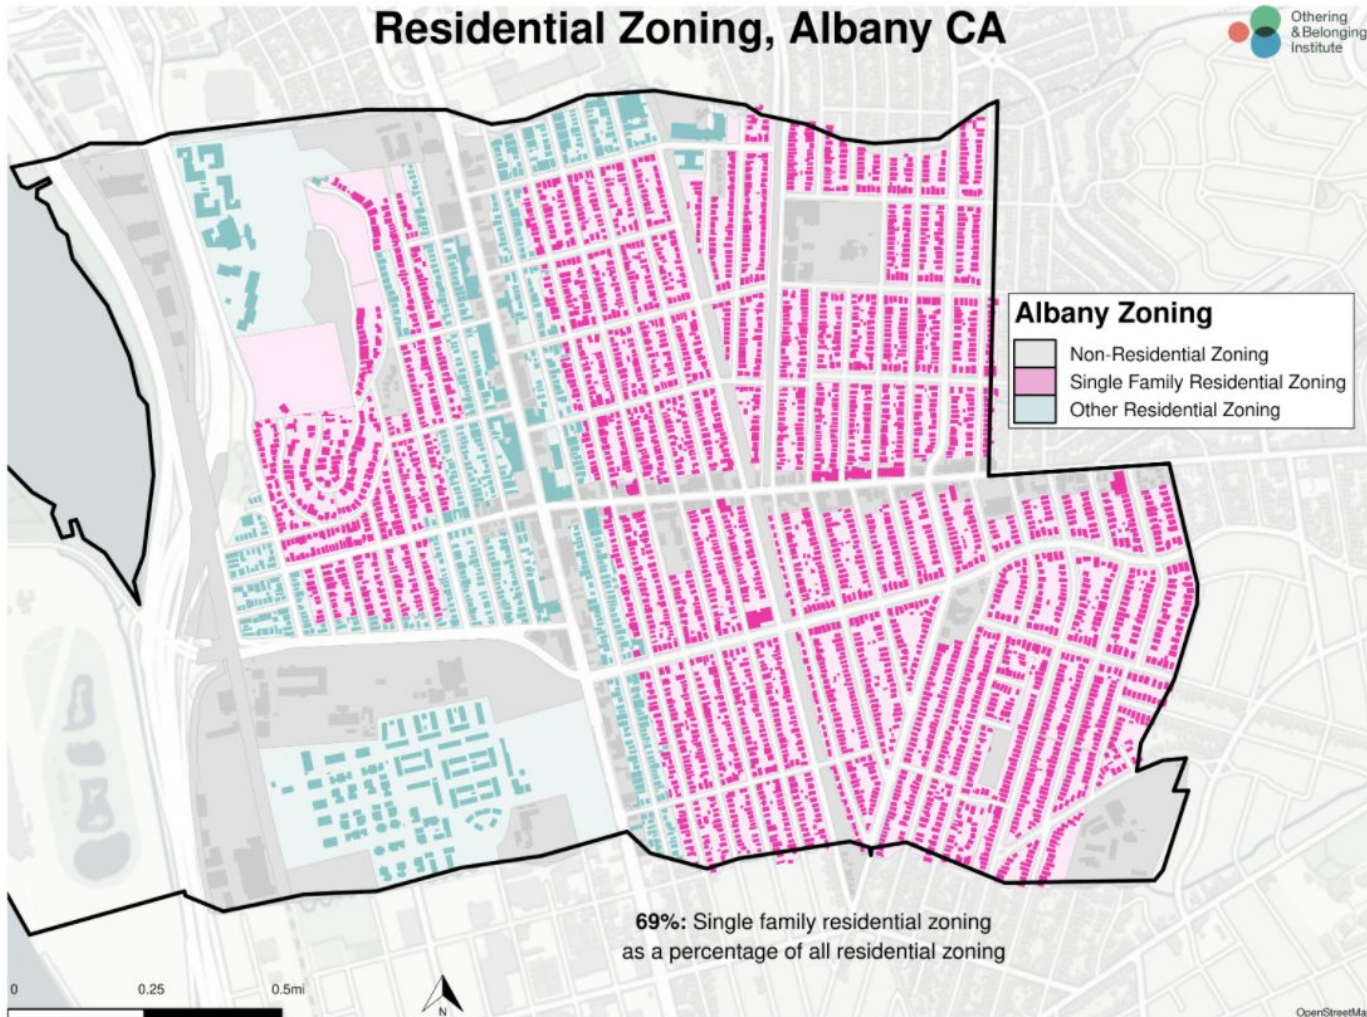 Residential Zoning, Albany CA
Othering
& Belonging
Institute
Albany Zoning
Non-Residential Zoning
Single Family Residential Zoning
Other Residential Zoning
69%: Single family residential zoning
as a percentage of all residential zoning
0 0.25 0.5mi
N
OpenStreetMa